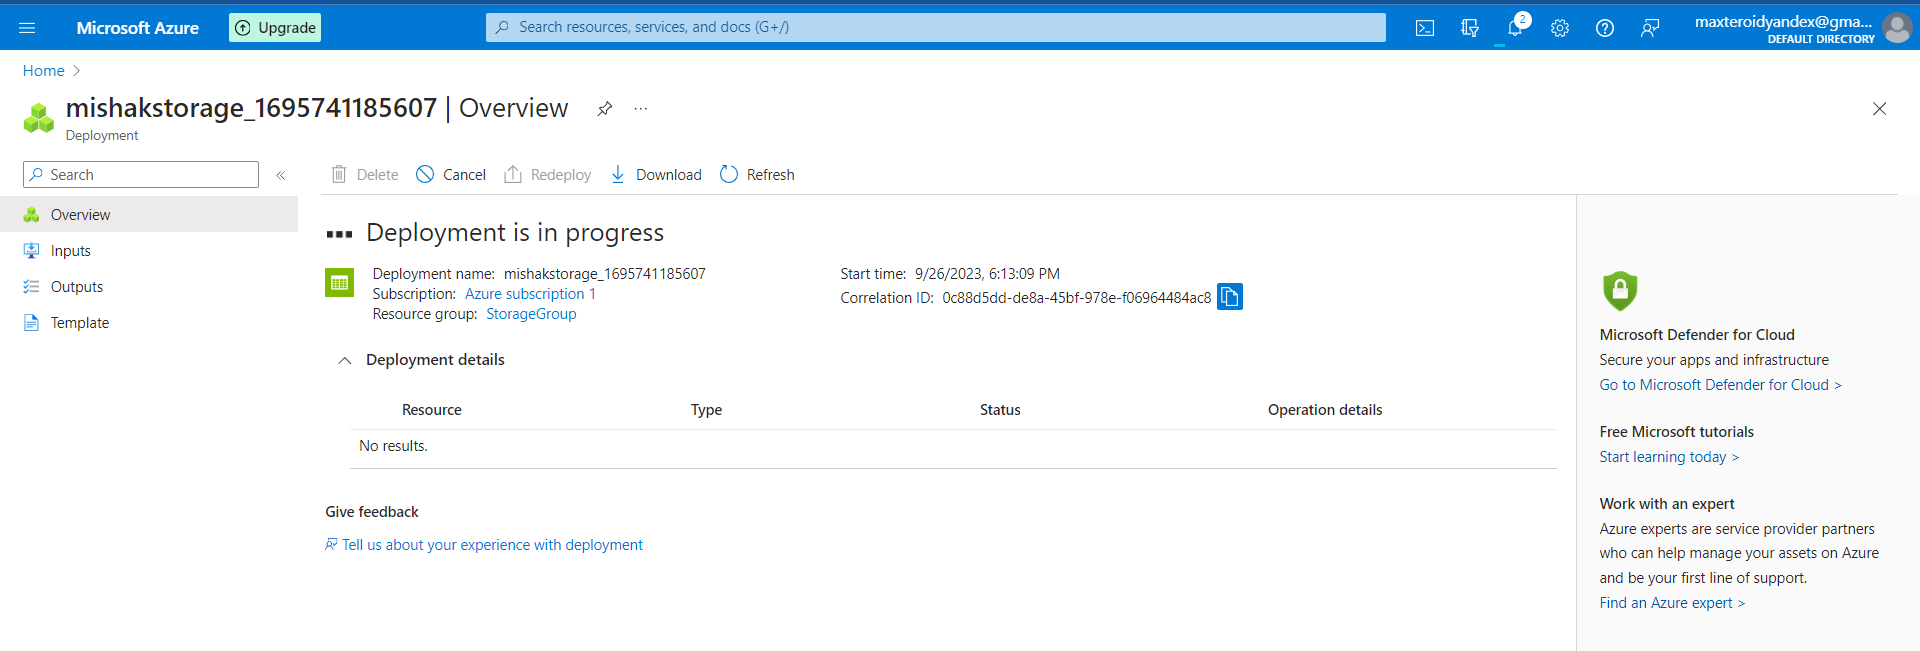 Microsoft Azure
Upgrade
Search resources, services, and docs (G+/)
2
maxteroidyandex@gma...
DEFAULT DIRECTORY
Home
mishakstorage_1695741185607 | Overview
Deployment
Search
Overview
Inputs
Outputs
Template
Delete
Cancel
Redeploy
Download
Refresh
Deployment is in progress
Deployment name: mishakstorage_1695741185607
Subscription: Azure subscription 1
Resource group: StorageGroup
Start time: 9/26/2023, 6:13:09 PM
Correlation ID: 0c88d5dd-de8a-45bf-978e-f06964484ac8
Deployment details
Resource Type Status Operation details
No results.
Give feedback
Tell us about your experience with deployment
Microsoft Defender for Cloud
Secure your apps and infrastructure
Go to Microsoft Defender for Cloud >
Free Microsoft tutorials
Start learning today >
Work with an expert
Azure experts are service provider partners
who can help manage your assets on Azure
and be your first line of support.
Find an Azure expert >